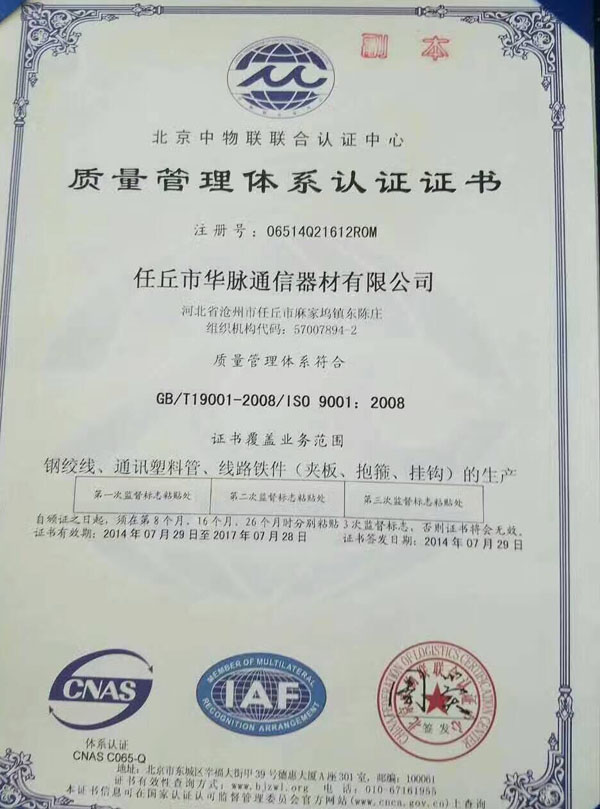 副 本
北京中物联联合认证中心
质量管理体系认证证书
注册号：06514Q21612ROM
任丘市华脉通信器材有限公司
河北省沧州市任丘市麻家坞镇东陈庄
组织机构代码：57007894-2
质量管理体系符合
GB/T19001-2008/ISO 9001：2008
证书覆盖业务范围
钢绞线、通讯塑料管、线路铁件（夹板、抱箍、挂钩）的生产
第一次监督标志粘贴处 第二次监督标志粘贴处 第三次监督标志粘贴处
自颁证之日起，须在第8个月、16个月、26个月时分别粘贴3次监督标志、否则证书将会无效。
证书有效期：2014年07月29日至2017年07月28日 证书签发日期：2014年07月29日
CNAS
体系认证
CNAS C065-Q
MEMBER OF MULTILATERAL
IAF
RECOGNITION ARRANGEMENT
签发
地址：北京市东城区幸福大街甲39号德惠大厦A座301室，邮编：100061
证书有效性查询方式：www.bjzwl.org 电话：010-67161955
本证书信息可在国家认证认可监督管理委员会官方网站(www.cnca.gov.cn)上查询